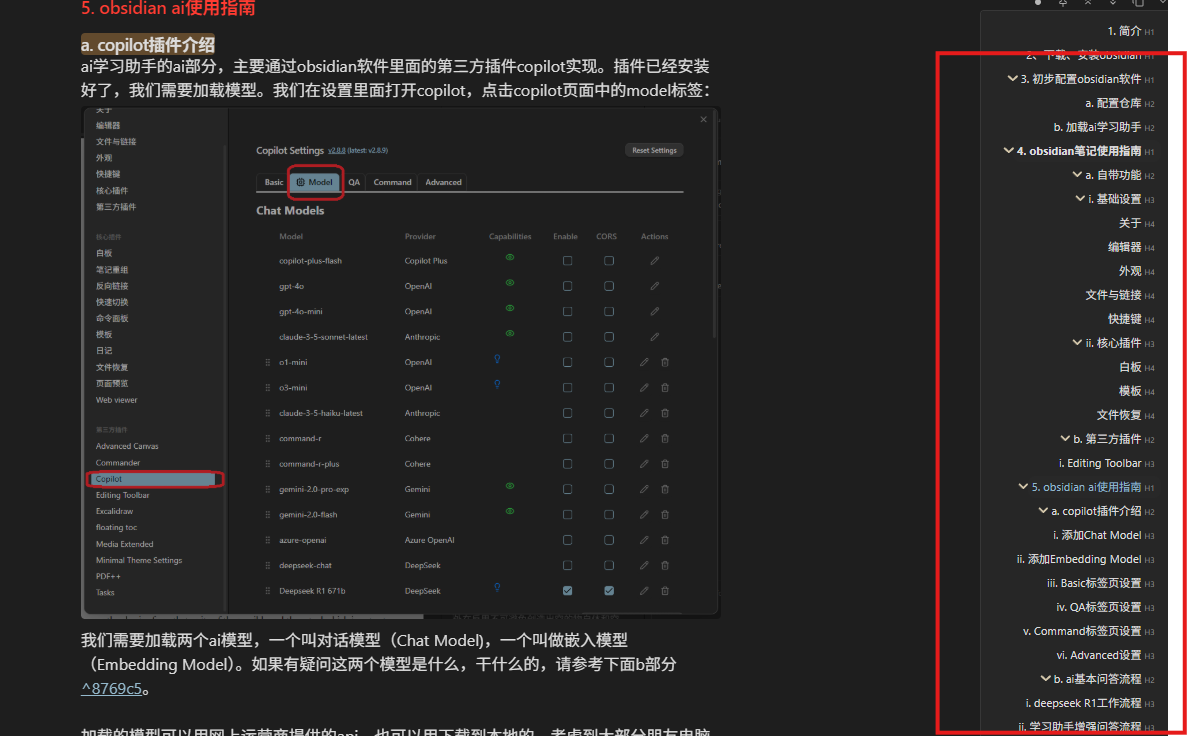 5. obsidian ai使用指南
a. copilot插件介绍
ai学习助手的ai部分，主要通过obsidian软件里面的第三方插件copilot实现。插件已经安装
好了，我们需要加载模型。我们在设置里面打开copilot，点击copilot页面中的model标签：
关于
编辑器
文件与链接
外观
快捷键
核心插件
第三方插件
核心插件
白板
笔记重组
反向链接
快速切换
命令面板
模板
日记
文件恢复
页面预览
Web viewer
第三方插件
Advanced Canvas
Commander
Copilot
Editing Toolbar
Excalidraw
floating toc
Media Extended
Minimal Theme Settings
PDF++
Tasks
Copilot Settings v2.8.8 (latest: v2.8.9) Reset Settings
Basic Model QA Command Advanced
Chat Models
Model Provider Capabilities Enable CORS Actions
copilot-plus-flash Copilot Plus
gpt-4o OpenAI
gpt-4o-mini OpenAI
claude-3-5-sonnet-latest Anthropic
o1-mini OpenAI
o3-mini OpenAI
claude-3-5-haiku-latest Anthropic
command-r Cohere
command-r-plus Cohere
gemini-2.0-pro-exp Gemini
gemini-2.0-flash Gemini
azure-openai Azure OpenAI
deepseek-chat DeepSeek
Deepseek R1 671b DeepSeek
我们需要加载两个ai模型，一个叫对话模型（Chat Model)，一个叫做嵌入模型
（Embedding Model）。如果有疑问这两个模型是什么，干什么的，请参考下面b部分
^8769c5。
加载的模型可以用网上运营商提供的api，也可以用下载到本地的。考虑到大部分朋友电脑
1. 简介 H1
2、下载、安装obsidian H1
3. 初步配置obsidian软件 H1
a. 配置仓库 H2
b. 加载ai学习助手 H2
4. obsidian笔记使用指南 H1
a. 自带功能 H2
i. 基础设置 H3
关于 H4
编辑器 H4
外观 H4
文件与链接 H4
快捷键 H4
ii. 核心插件 H3
白板 H4
模板 H4
文件恢复 H4
b. 第三方插件 H2
i. Editing Toolbar H3
5. obsidian ai使用指南 H1
a. copilot插件介绍 H2
i. 添加Chat Model H3
ii. 添加Embedding Model H3
iii. Basic标签页设置 H3
iv. QA标签页设置 H3
v. Command标签页设置 H3
vi. Advanced设置 H3
b. ai基本问答流程 H2
i. deepseek R1工作流程 H3
ii. 学习助手增强问答流程 H3